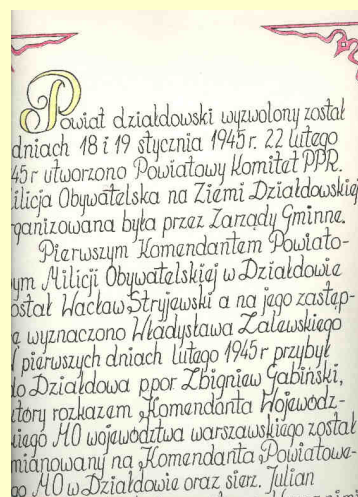 Powiat działdowski wyzwolony został
dniach 18 i 19 stycznia 1945 r. 22 lutego
45 r utworzono Powiatowy Komitet PPR.
ilicja Obywatelska na Ziemi Działdowskiej
rganizowana była przez Zarządy Gminne.
Pierwszym Komendantem Powiato-
ym Milicji Obywatelskiej w Działdowie
ostał Wacław Stryjewski a na jego zastęp-
ę wyznaczono Władysława Zalewskiego
pierwszych dniach lutego 1945 r przybył
o Działdowa ppor Zbigniew Gabiński,
tóry rozkazem Komendanta Wojewódz-
iego MO województwa warszawskiego został
mianowany na Komendanta Powiatowe-
go MO w Działdowie oraz sierż. Julian